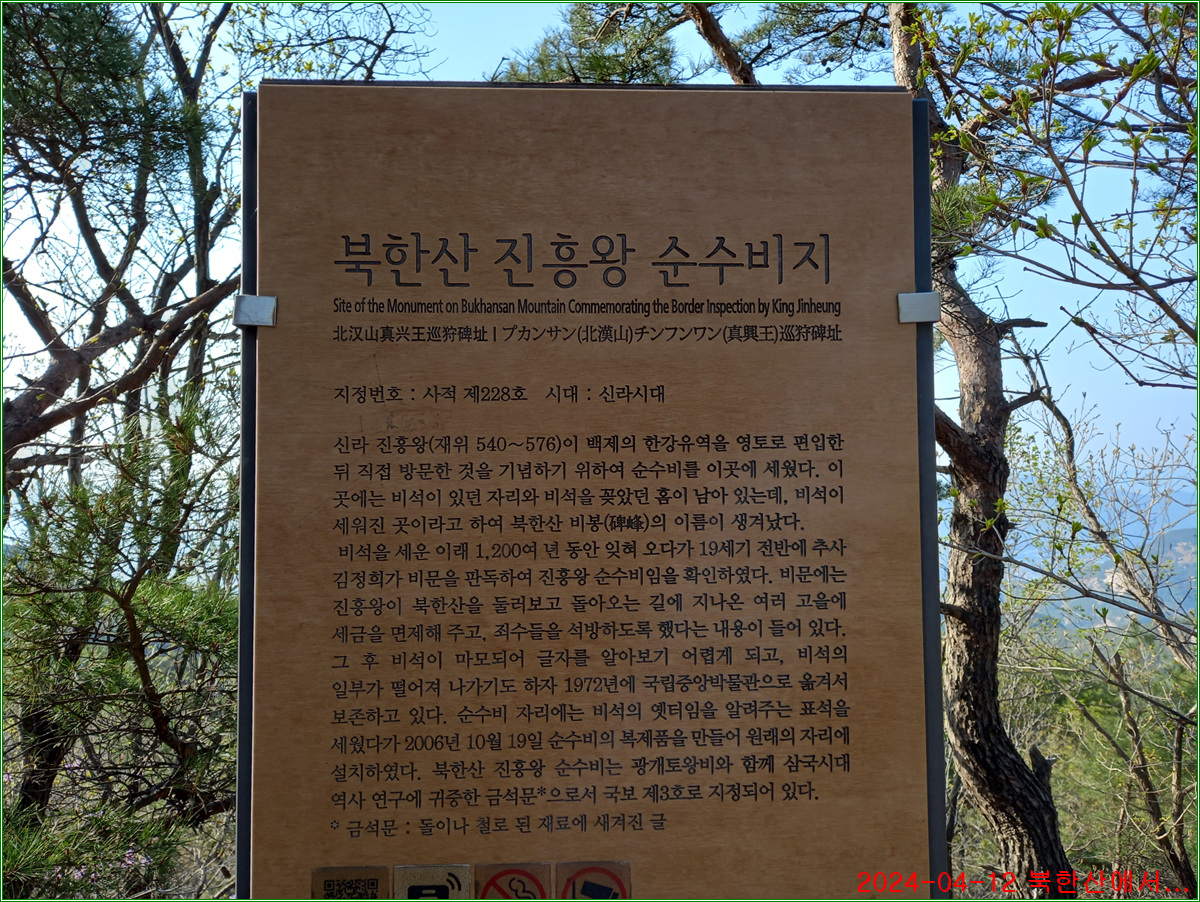 북한산 진흥왕 순수비지
Site of the Monument on Bukhansan Mountain Commemorating the Border Inspection by King Jinheung
北汉山真兴王巡狩碑址 | プカンサン(北漢山)チンフンワン(真興王)巡狩碑址
지정번호 : 사적 제228호 시대 : 신라시대
신라 진흥왕(재위 540~576)이 백제의 한강유역을 영토로 편입한
뒤 직접 방문한 것을 기념하기 위하여 순수비를 이곳에 세웠다. 이
곳에는 비석이 있던 자리와 비석을 꽂았던 홈이 남아 있는데, 비석이
세워진 곳이라고 하여 북한산 비봉(碑峰)의 이름이 생겨났다.
비석을 세운 이래 1,200여 년 동안 잊혀 오다가 19세기 전반에 추사
김정희가 비문을 판독하여 진흥왕 순수비임을 확인하였다. 비문에는
진흥왕이 북한산을 둘러보고 돌아오는 길에 지나온 여러 고을에
세금을 면제해 주고, 죄수들을 석방하도록 했다는 내용이 들어 있다.
그 후 비석이 마모되어 글자를 알아보기 어렵게 되고, 비석의
일부가 떨어져 나가기도 하자 1972년에 국립중앙박물관으로 옮겨서
보존하고 있다. 순수비 자리에는 비석의 옛터임을 알려주는 표석을
세웠다가 2006년 10월 19일 순수비의 복제품을 만들어 원래의 자리에
설치하였다. 북한산 진흥왕 순수비는 광개토왕비와 함께 삼국시대
역사 연구에 귀중한 금석문*으로서 국보 제3호로 지정되어 있다.
* 금석문 : 돌이나 철로 된 재료에 새겨진 글
2024-04-12 북한산에서...